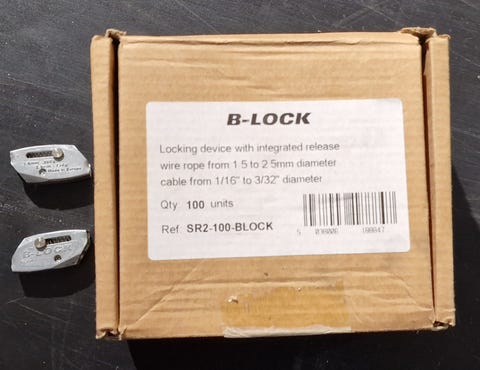 B-LOCK
Locking device with integrated release
wire rope from 1.5 to 2.5mm diameter
cable from 1/16" to 3/32" diameter
Qty 100 units
Ref. SR2-100-BLOCK
Made in Europe
B-LOCK